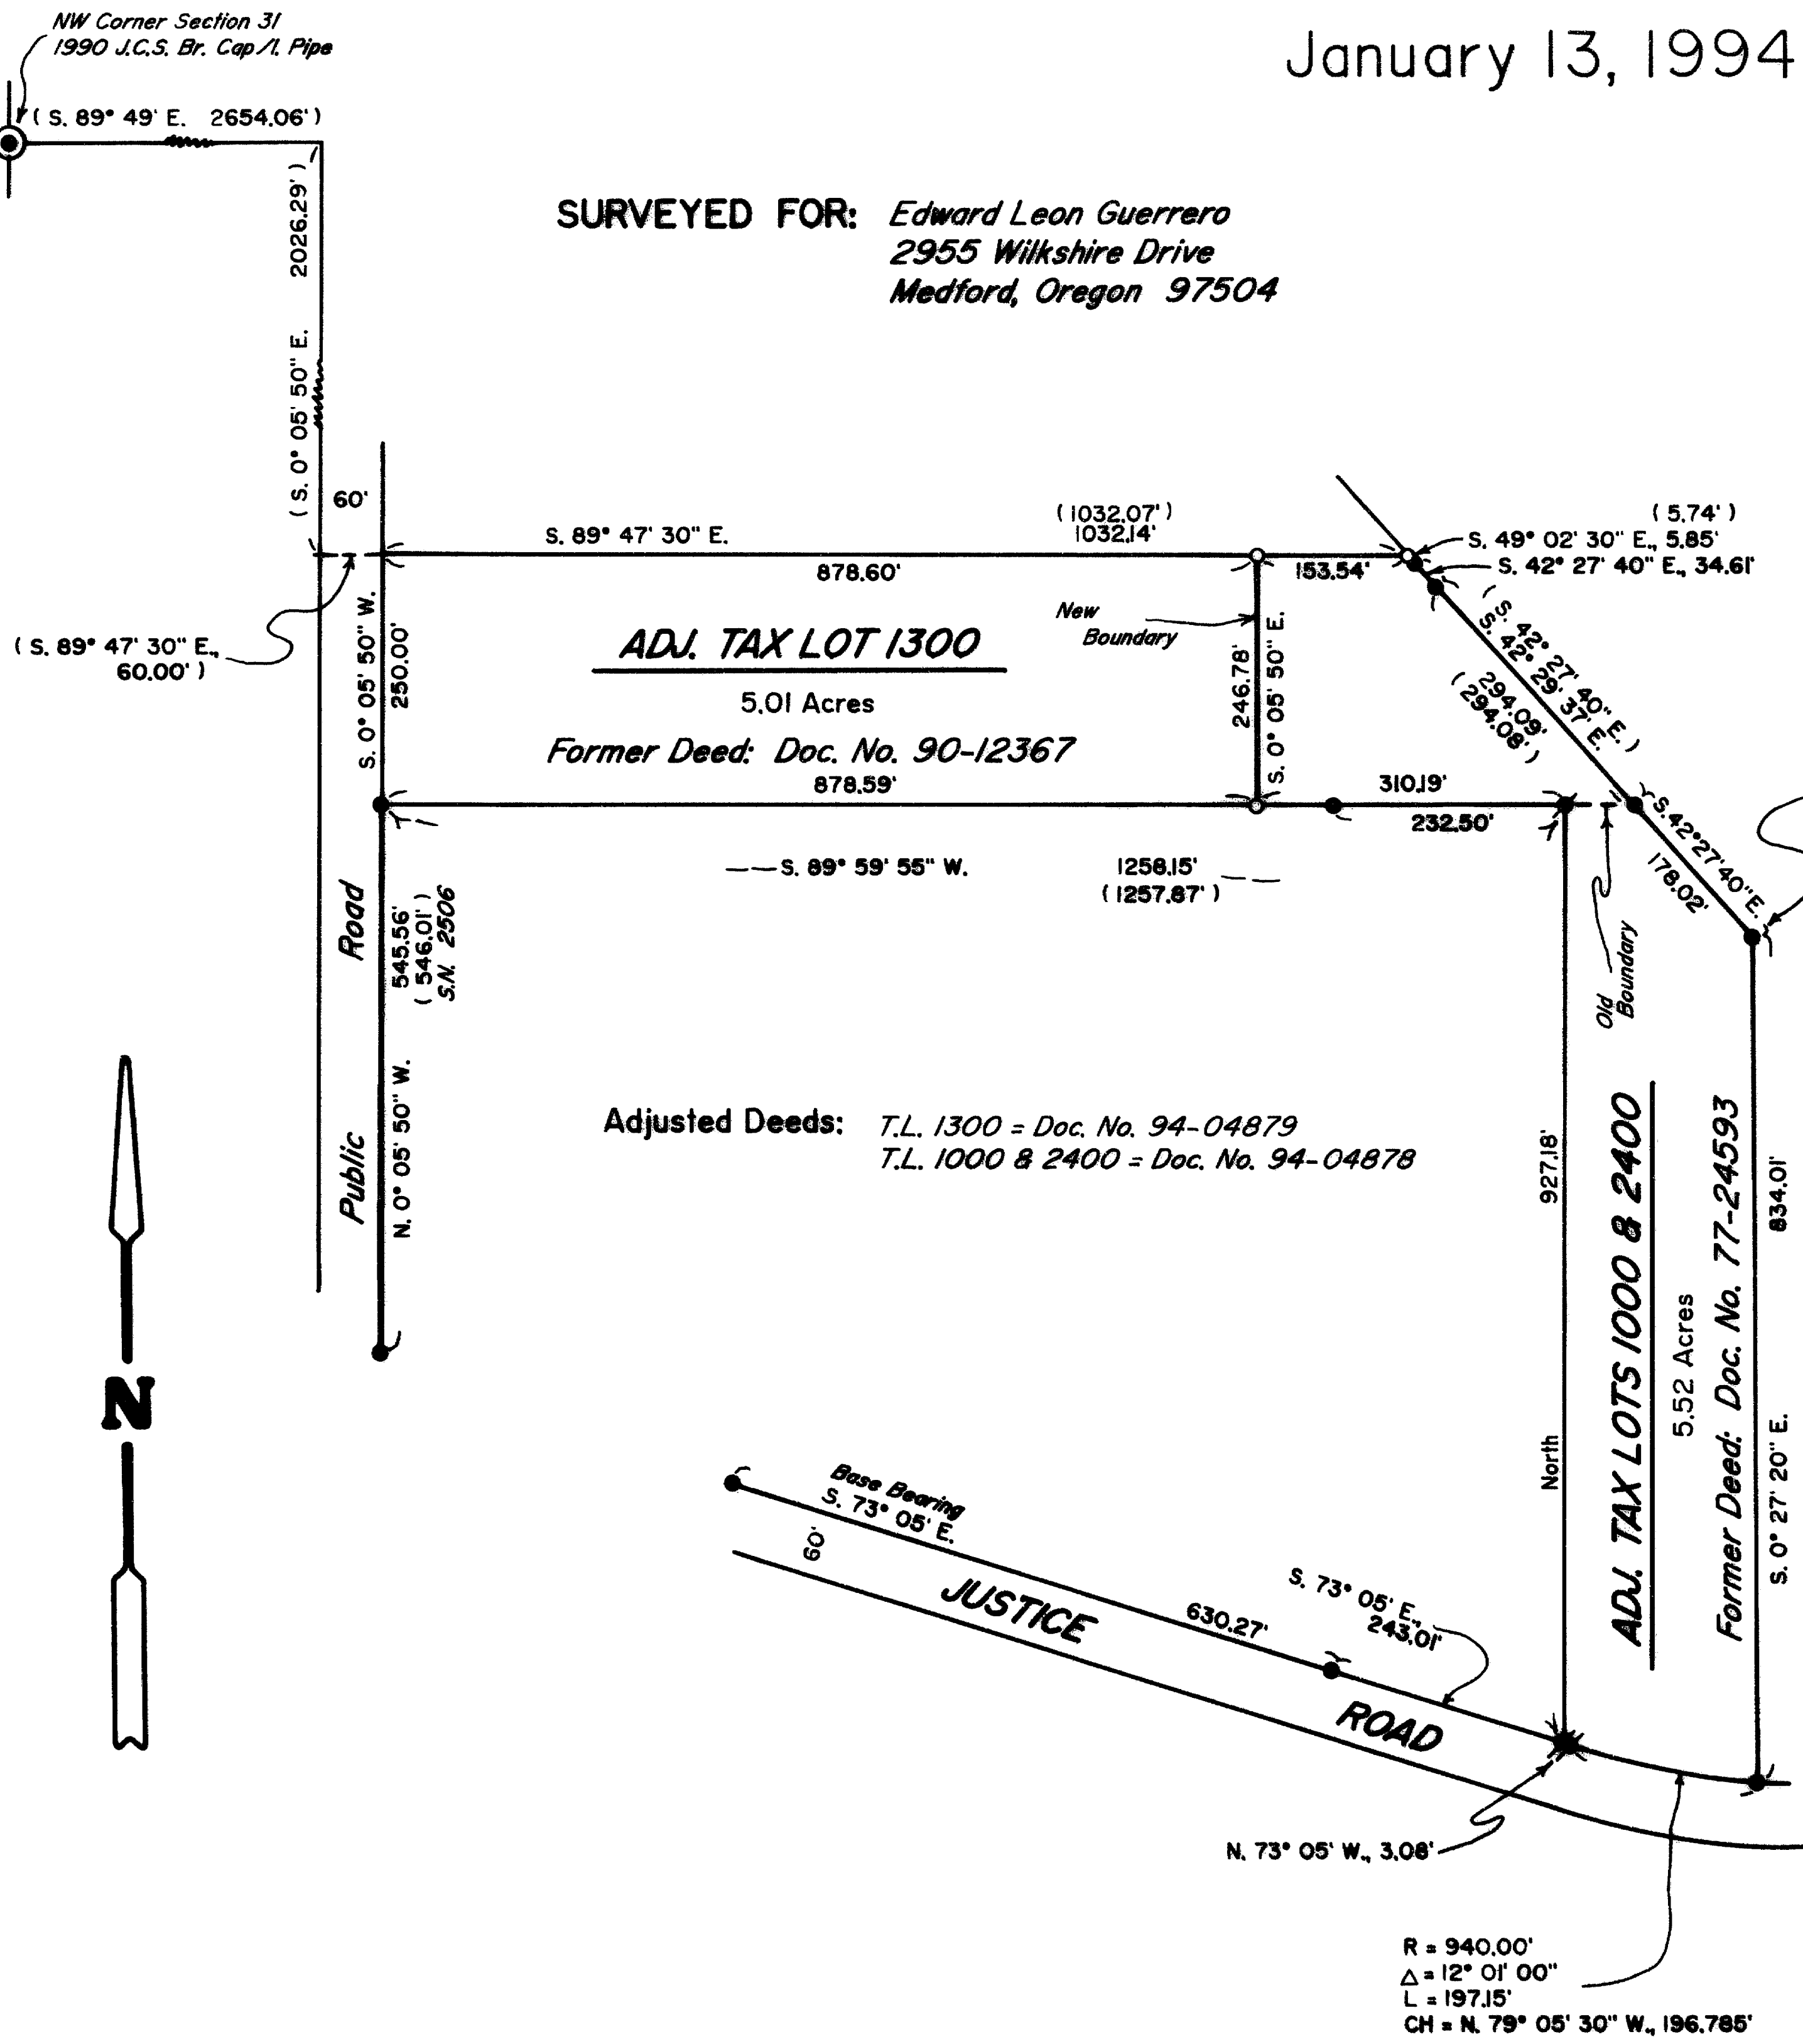 January 13, 1994
NW Corner Section 31
1990 J.C.S. Br. Cap /I. Pipe
( S. 89° 49' E. 2654.06' )
( S. 0° 05' 50" E. 2026.29' )
SURVEYED FOR: Edward Leon Guerrero
2955 Wilkshire Drive
Medford, Oregon 97504
60'
S. 89° 47' 30" E.
( 1032.07' )
1032.14'
878.60'
153.54'
( 5.74' )
S. 49° 02' 30" E., 5.85'
S. 42° 27' 40" E., 34.61'
( S. 42° 27' 40" E. )
S. 42° 29' 37" E.
294.09'
( 294.08' )
( S. 89° 47' 30" E.,
60.00' )
S. 0° 05' 50" W.
250.00'
ADJ. TAX LOT 1300
5.01 Acres
Former Deed: Doc. No. 90-12367
878.59'
New
Boundary
246.78'
S. 0° 05' 50" E.
310.19'
232.50'
S. 42° 27' 40" E.
178.02'
S. 89° 59' 55" W.
1258.15'
( 1257.87' )
Old
Boundary
Public Road
N. 0° 05' 50" W. 545.56'
( 546.01' )
S.N. 2506
Adjusted Deeds: T.L. 1300 = Doc. No. 94-04879
T.L. 1000 & 2400 = Doc. No. 94-04878
North 927.18'
ADJ. TAX LOTS 1000 & 2400
5.52 Acres
Former Deed: Doc. No. 77-24593
S. 0° 27' 20" E. 834.01'
N
Base Bearing
S. 73° 05' E.
630.27'
60'
JUSTICE ROAD
S. 73° 05' E.,
243.01'
N. 73° 05' W., 3.08'
R = 940.00'
△ = 12° 01' 00"
L = 197.15'
CH = N. 79° 05' 30" W., 196.785'